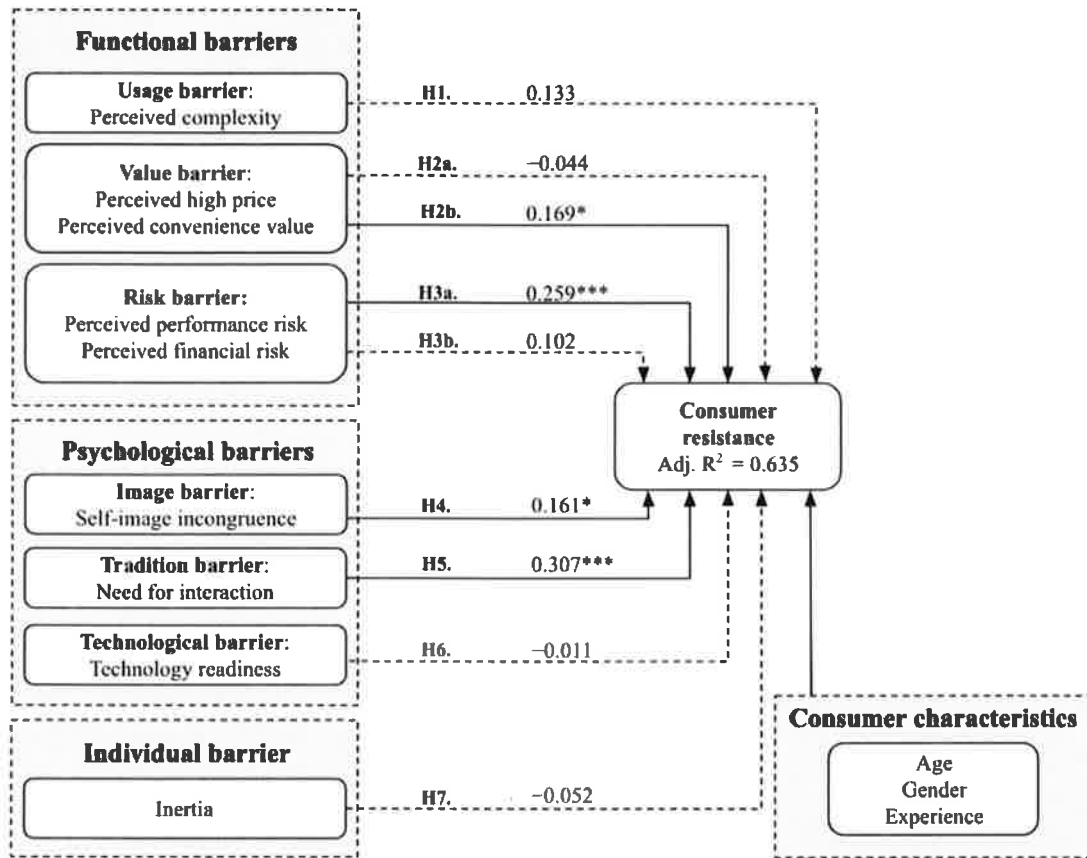 Functional barriers
Usage barrier:
Perceived complexity
H1. 0.133
Value barrier:
Perceived high price
Perceived convenience value
H2a. −0.044
H2b. 0.169*
Risk barrier:
Perceived performance risk
Perceived financial risk
H3a. 0.259***
H3b. 0.102
Consumer
resistance
Adj. R² = 0.635
Psychological barriers
Image barrier:
Self-image incongruence
H4. 0.161*
Tradition barrier:
Need for interaction
H5. 0.307***
Technological barrier:
Technology readiness
H6. −0.011
Individual barrier
Inertia
H7. −0.052
Consumer characteristics
Age
Gender
Experience